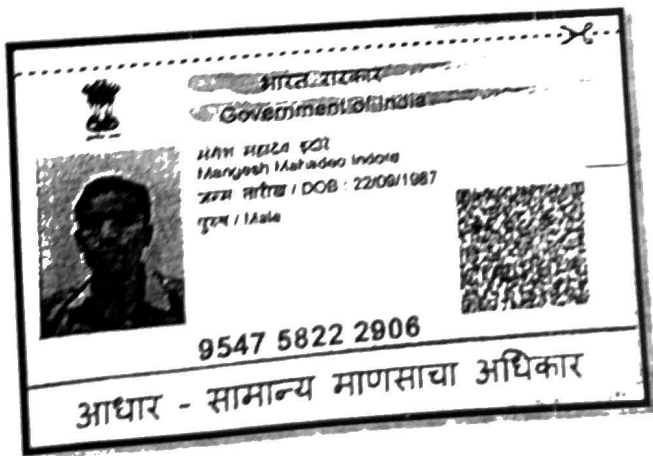 भारत सरकार
Government of India
मंगेश महादेव इंदोरे
Mangesh Mahadeo Indore
जन्म तारीख / DOB : 22/09/1987
पुरुष / Male
9547 5822 2906
आधार - सामान्य माणसाचा अधिकार